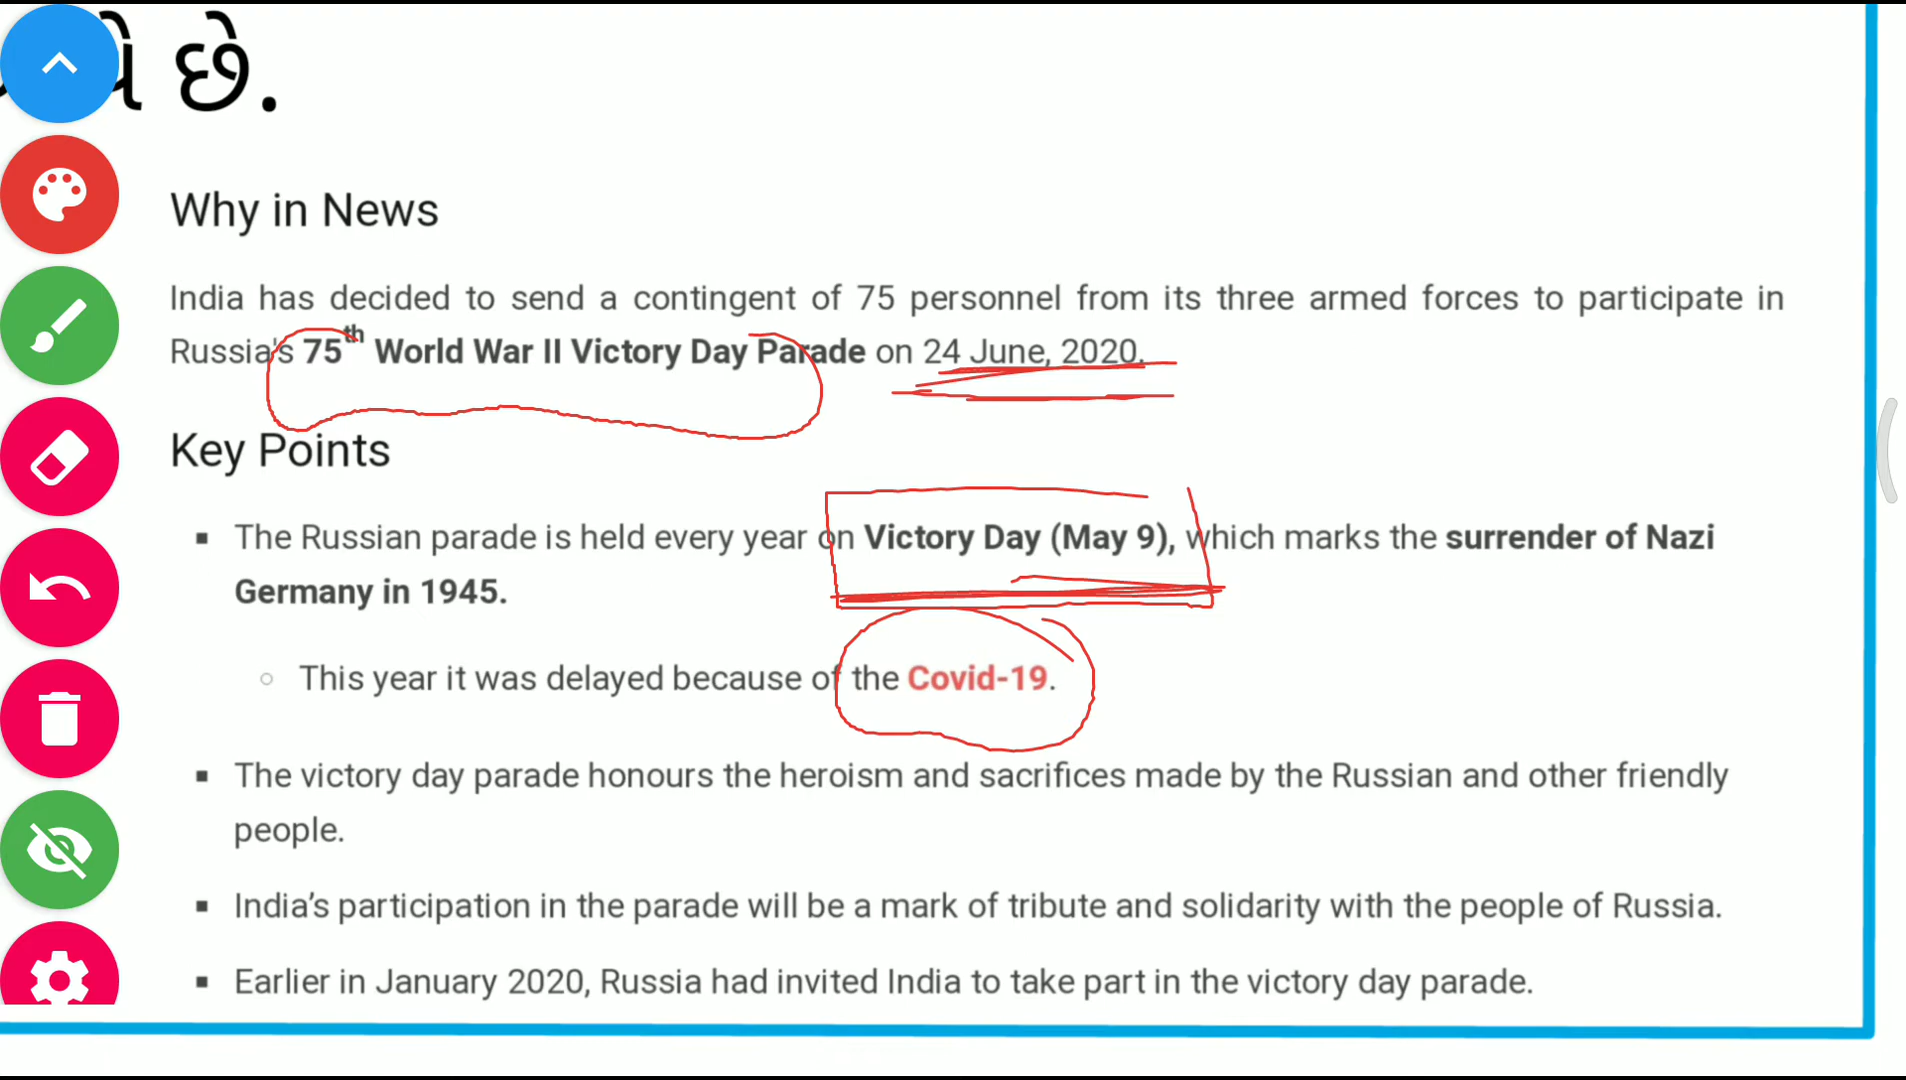 છે.
Why in News
India has decided to send a contingent of 75 personnel from its three armed forces to participate in
Russia's 75th World War II Victory Day Parade on 24 June, 2020.
Key Points
▪ The Russian parade is held every year on Victory Day (May 9), which marks the surrender of Nazi
Germany in 1945.
○ This year it was delayed because of the Covid-19.
▪ The victory day parade honours the heroism and sacrifices made by the Russian and other friendly
people.
▪ India’s participation in the parade will be a mark of tribute and solidarity with the people of Russia.
▪ Earlier in January 2020, Russia had invited India to take part in the victory day parade.